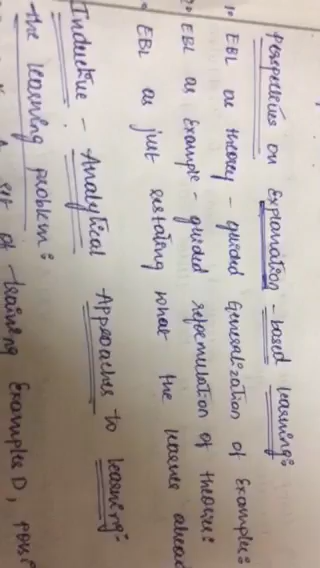 perspectives on Explanation-based learning:
1. EBL as theory-guided Generalization of Examples:
2. EBL as Example-guided reformulation of theories:
EBL as just restating what the learner alread
Inductive - Analytical Approaches to learning:
the learning problem:
set of training Examples D, poss